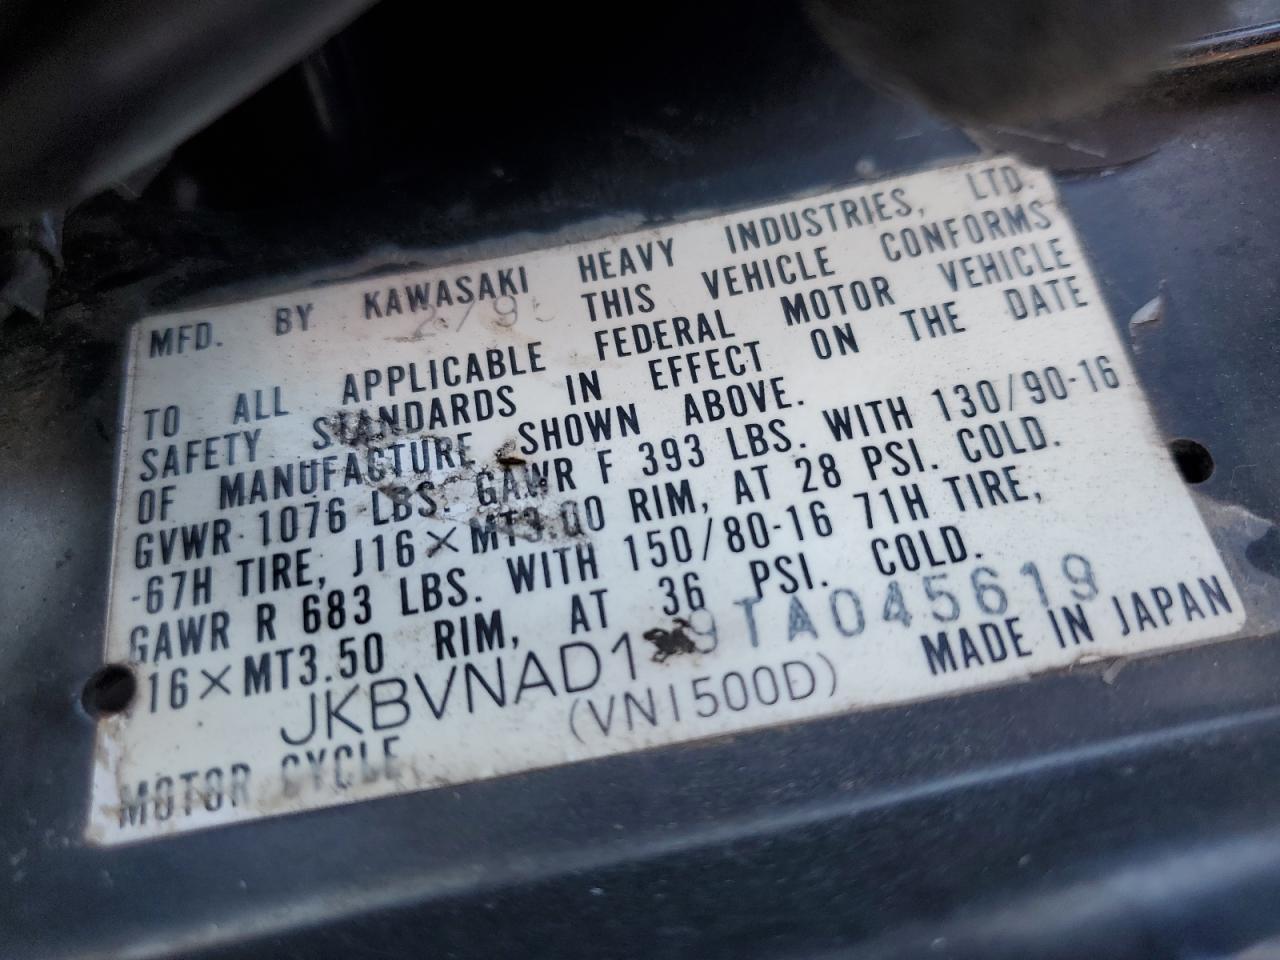 MFD. BY KAWASAKI HEAVY INDUSTRIES, LTD.
THIS VEHICLE CONFORMS
TO ALL APPLICABLE FEDERAL MOTOR VEHICLE
SAFETY STANDARDS IN EFFECT ON THE DATE
OF MANUFACTURE SHOWN ABOVE.
GVWR 1076 LBS. GAWR F 393 LBS. WITH 130/90-16
-67H TIRE, J16×MT3.00 RIM, AT 28 PSI. COLD.
GAWR R 683 LBS. WITH 150/80-16 71H TIRE,
16×MT3.50 RIM, AT 36 PSI. COLD.
JKBVNAD1 9TA045619
MOTOR CYCLE (VN1500D) MADE IN JAPAN